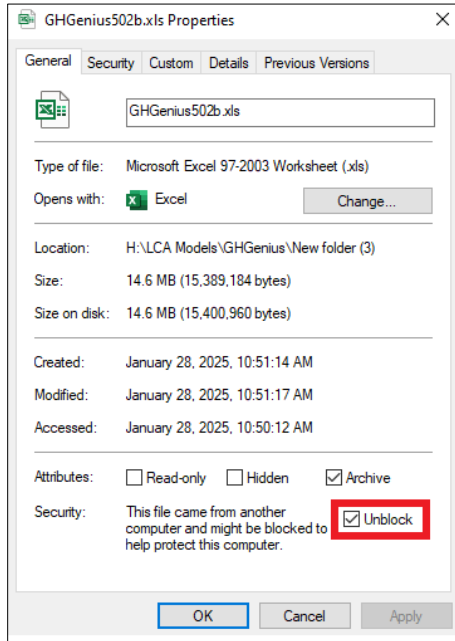 GHGenius502b.xls Properties
General Security Custom Details Previous Versions
GHGenius502b.xls
Type of file: Microsoft Excel 97-2003 Worksheet (.xls)
Opens with: Excel Change...
Location: H:\LCA Models\GHGenius\New folder (3)
Size: 14.6 MB (15,389,184 bytes)
Size on disk: 14.6 MB (15,400,960 bytes)
Created: January 28, 2025, 10:51:14 AM
Modified: January 28, 2025, 10:51:17 AM
Accessed: January 28, 2025, 10:50:12 AM
Attributes: Read-only Hidden Archive
Security: This file came from another
computer and might be blocked to
help protect this computer.
Unblock
OK Cancel Apply